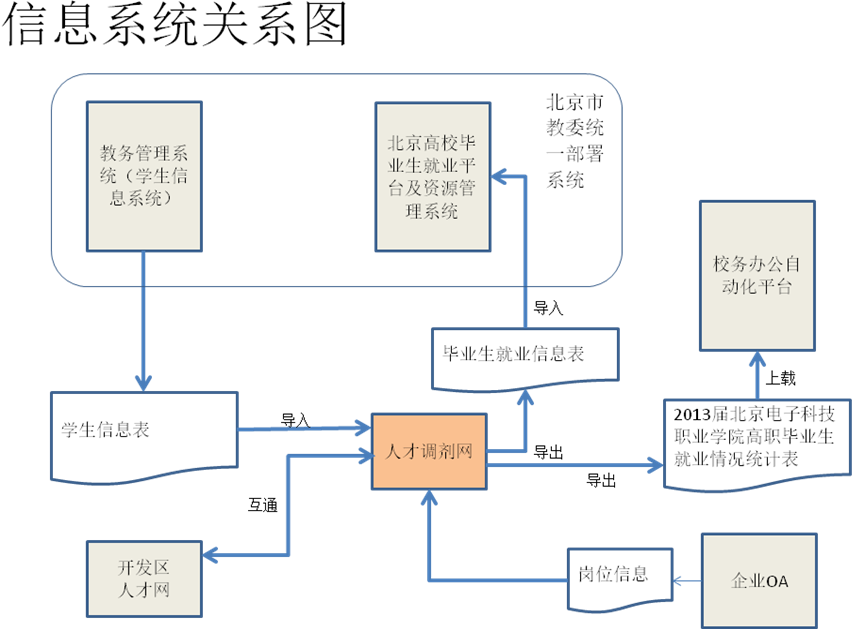 信息系统关系图
教务管理系
统（学生信
息系统）
北京高校毕
业生就业平
台及资源管
理系统
北京市
教委统
一部署
系统
校务办公自
动化平台
导入
毕业生就业信息表
上载
学生信息表
导入
人才调剂网
导出
导出
2013届北京电子科技
职业学院高职毕业生
就业情况统计表
互通
开发区
人才网
岗位信息
企业OA